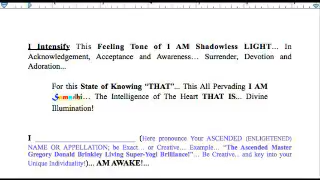 I Intensify This Feeling Tone of I AM Shadowless LIGHT... In
Acknowledgement, Acceptance and Awareness... Surrender, Devotion and
Adoration...
For this State of Knowing "THAT"... This All Pervading I AM
Samadhi... The Intelligence of The Heart THAT IS... Divine
Illumination!
I ____________________ (Here pronounce Your ASCENDED (ENLIGHTENED)
NAME OR APPELLATION; be Exact .. or Creative.... Example... "The Ascended Master
Gregory Donald Brinkley Living Super-Yogi Brilliance!"... Be Creative... and key into your
Unique Individuality!)... AM AWAKE!...